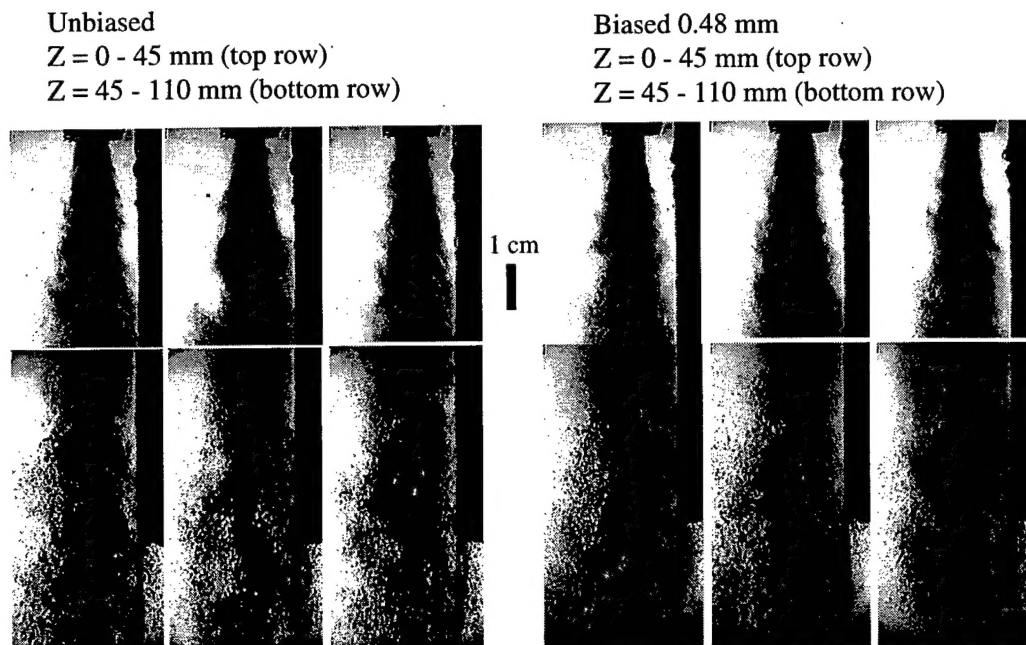 Unbiased
Z = 0 - 45 mm (top row)
Z = 45 - 110 mm (bottom row)
Biased 0.48 mm
Z = 0 - 45 mm (top row)
Z = 45 - 110 mm (bottom row)
1 cm